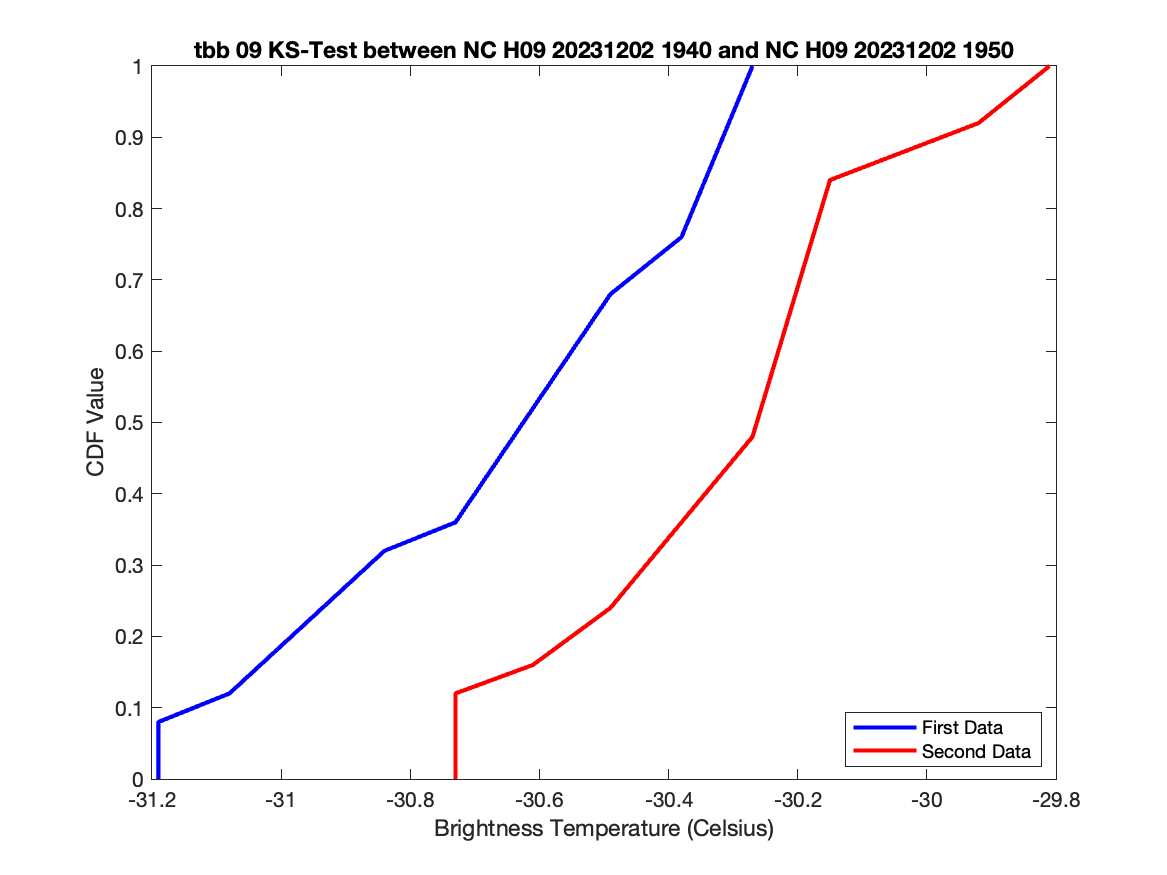 tbb 09 KS-Test between NC H09 20231202 1940 and NC H09 20231202 1950
1
0.9
0.8
0.7
0.6
0.5
0.4
0.3
0.2
0.1
0
CDF Value
First Data
Second Data
-31.2 -31 -30.8 -30.6 -30.4 -30.2 -30 -29.8
Brightness Temperature (Celsius)